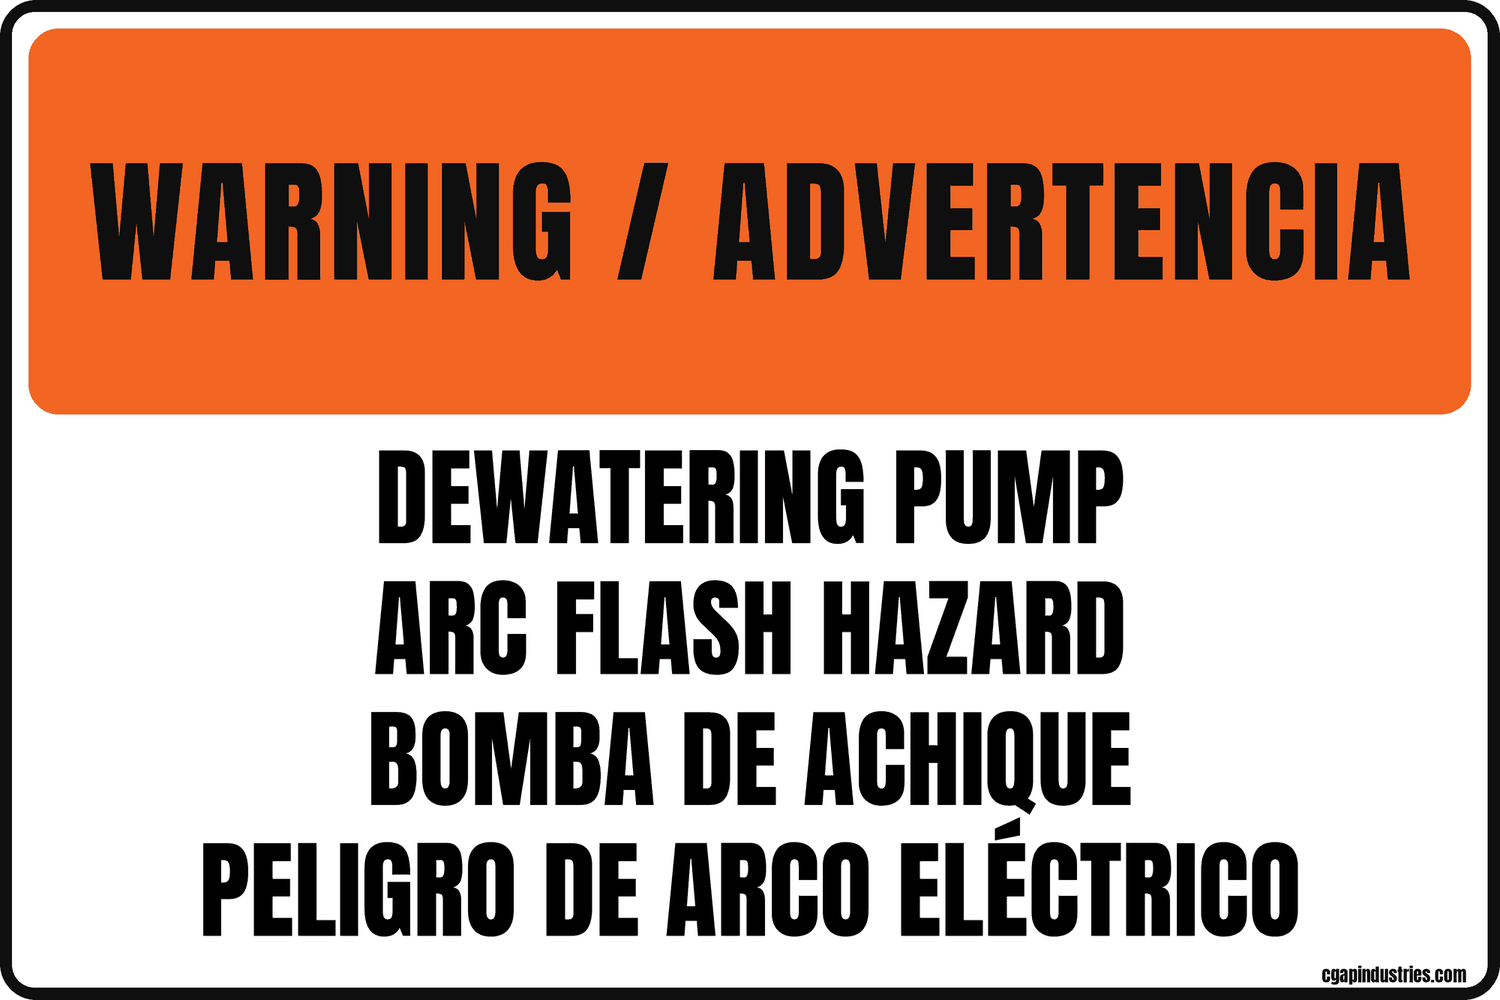 WARNING / ADVERTENCIA
DEWATERING PUMP
ARC FLASH HAZARD
BOMBA DE ACHIQUE
PELIGRO DE ARCO ELÉCTRICO
cgapindustries.com